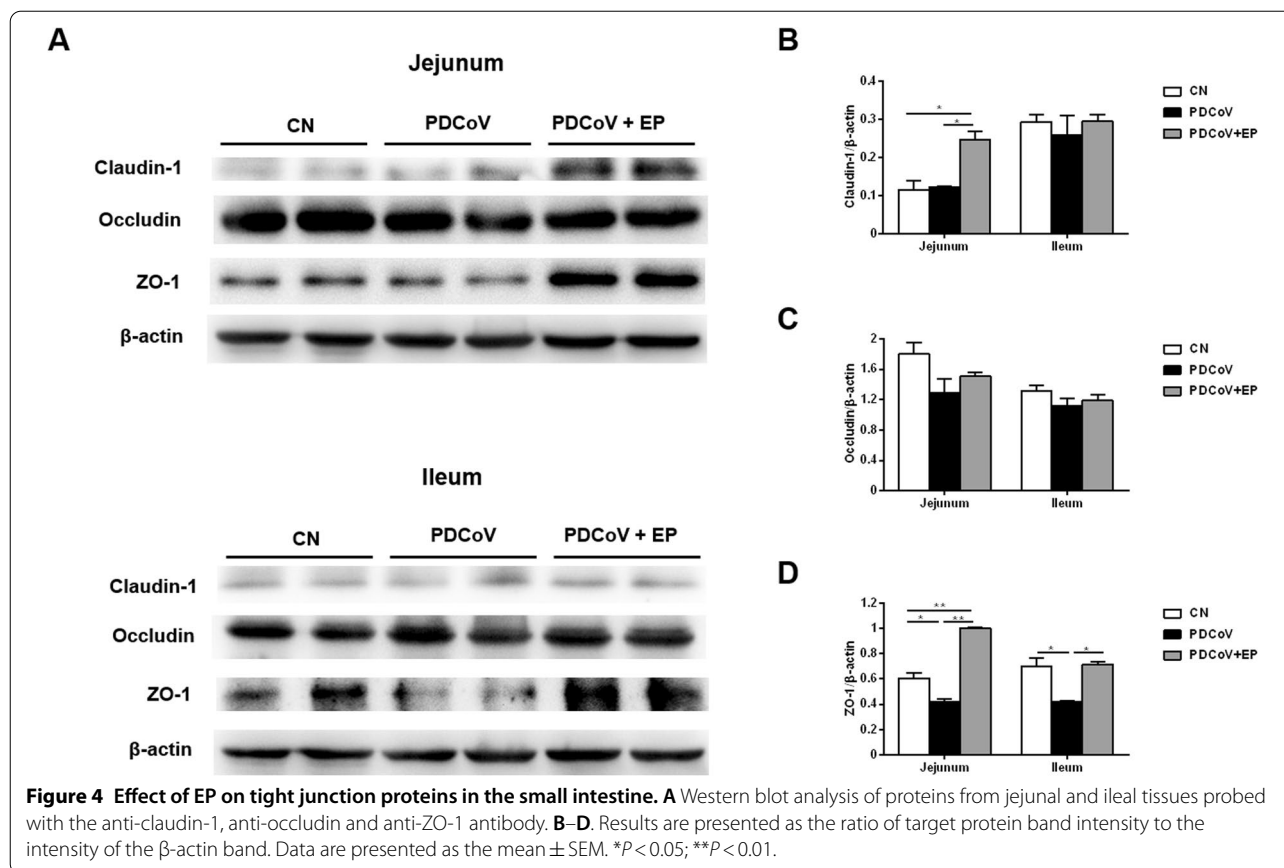 A
Jejunum
CN PDCoV PDCoV + EP
Claudin-1
Occludin
ZO-1
β-actin
Ileum
CN PDCoV PDCoV + EP
Claudin-1
Occludin
ZO-1
β-actin
B
Claudin-1/β-actin
0.4
0.3
0.2
0.1
0
* *
Jejunum Ileum
CN
PDCoV
PDCoV+EP
C
Occludin/β-actin
2
1.6
1.2
0.8
0.4
0
Jejunum Ileum
CN
PDCoV
PDCoV+EP
D
ZO-1/β-actin
1.2
1
0.8
0.6
0.4
0.2
0
**
* ** * *
Jejunum Ileum
CN
PDCoV
PDCoV+EP
Figure 4 Effect of EP on tight junction proteins in the small intestine. A Western blot analysis of proteins from jejunal and ileal tissues probed
with the anti-claudin-1, anti-occludin and anti-ZO-1 antibody. B–D. Results are presented as the ratio of target protein band intensity to the
intensity of the β-actin band. Data are presented as the mean ± SEM. *P < 0.05; **P < 0.01.